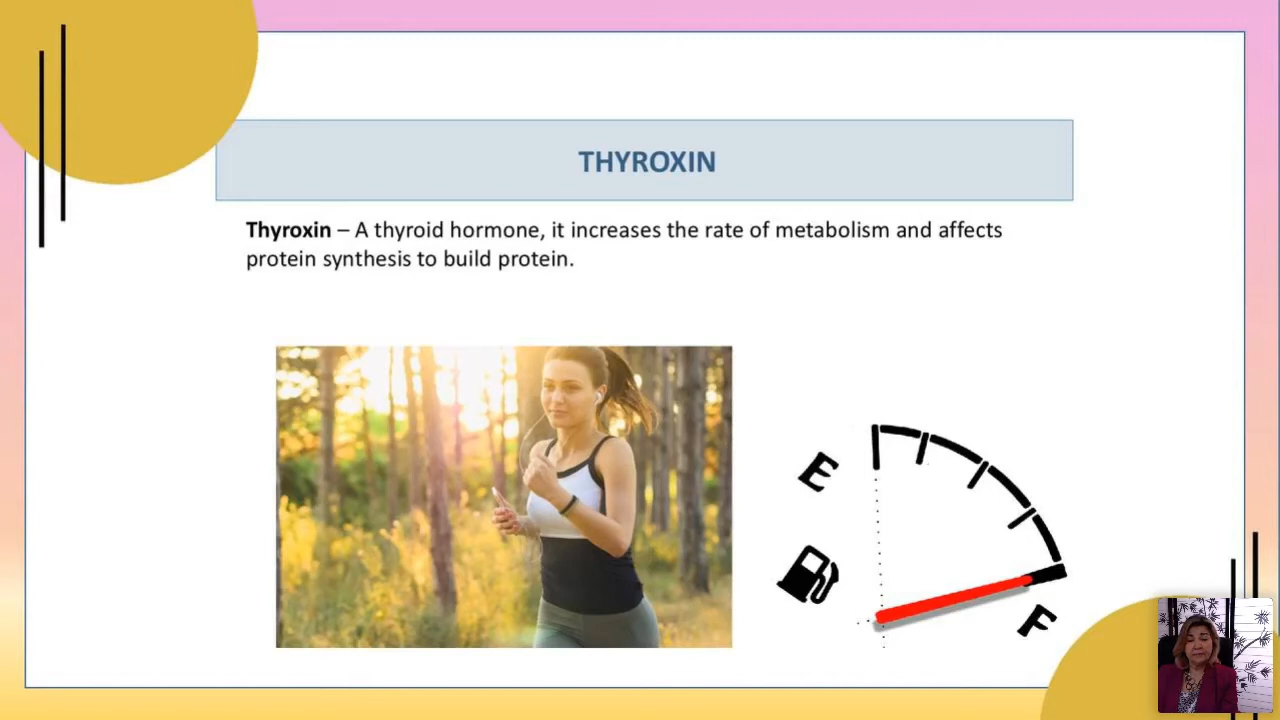 THYROXIN
Thyroxin – A thyroid hormone, it increases the rate of metabolism and affects
protein synthesis to build protein.
E
F